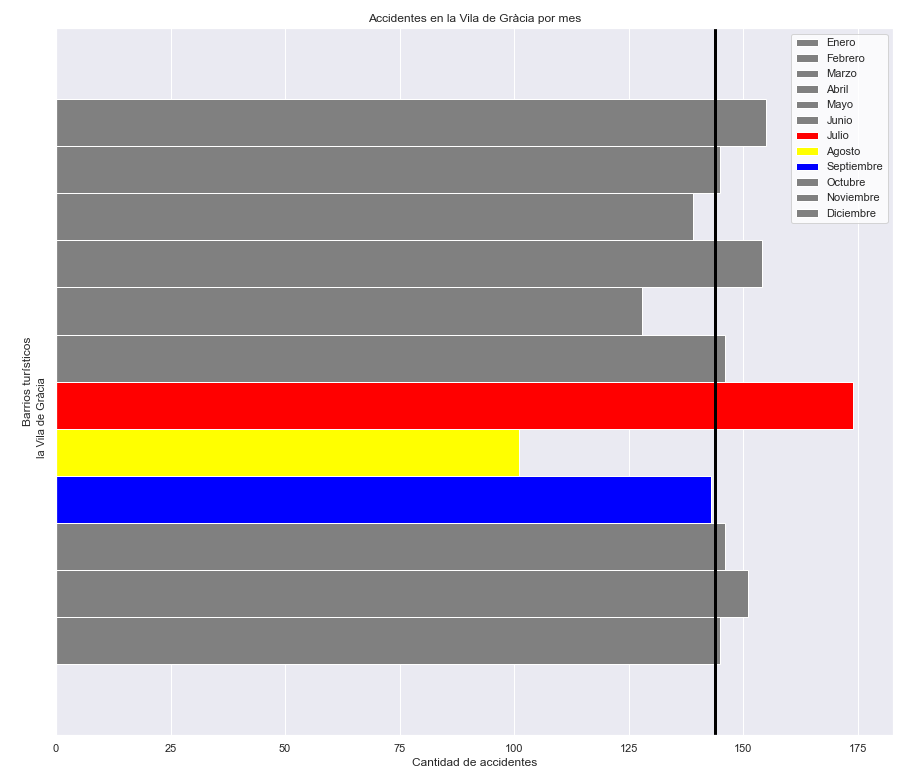 Accidentes en la Vila de Gràcia por mes
Enero
Febrero
Marzo
Abril
Mayo
Junio
Julio
Agosto
Septiembre
Octubre
Noviembre
Diciembre
Barrios turísticos
la Vila de Gràcia
0 25 50 75 100 125 150 175
Cantidad de accidentes